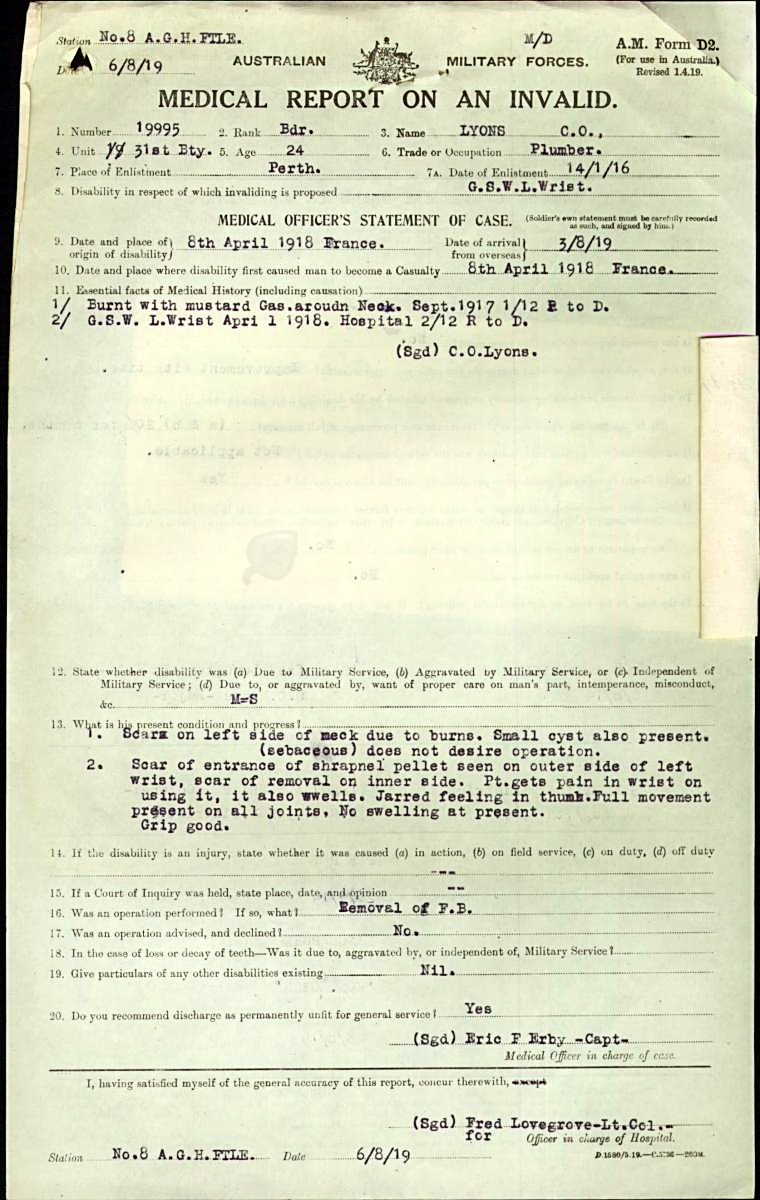 Station No.8 A.G.H.FTLE. M/D A.M. Form D2.
Date 6/8/19 AUSTRALIAN MILITARY FORCES. (For use in Australia.)
Revised 1.4.19.
MEDICAL REPORT ON AN INVALID.
1. Number 19995 2. Rank Bdr. 3. Name LYONS C.O.,
4. Unit 31st Bty. 5. Age 24 6. Trade or Occupation Plumber.
7. Place of Enlistment Perth. 7A. Date of Enlistment 14/1/16
8. Disability in respect of which invaliding is proposed G.S.W.L.Wrist.
MEDICAL OFFICER'S STATEMENT OF CASE. (Soldier's own statement must be carefully recorded
as such, and signed by him.)
9. Date and place of origin of disability 8th April 1918 France. Date of arrival from overseas 3/8/19
10. Date and place where disability first caused man to become a Casualty 8th April 1918 France.
11. Essential facts of Medical History (including causation)
1/ Burnt with mustard Gas.aroudn Neck. Sept.1917 1/12 R to D.
2/ G.S.W. L.Wrist Apri l 1918. Hospital 2/12 R to D.
(Sgd) C.O.Lyons.
12. State whether disability was (a) Due to Military Service, (b) Aggravated by Military Service, or (c) Independent of
Military Service; (d) Due to, or aggravated by, want of proper care on man's part, intemperance, misconduct,
&c. M=S
13. What is his present condition and progress?
1. Scars on left side of neck due to burns. Small cyst also present.
(sebaceous) does not desire operation.
2. Scar of entrance of shrapnel pellet seen on outer side of left
wrist, scar of removal on inner side. Pt.gets pain in wrist on
using it, it also swells. Jarred feeling in thumb.Full movement
present on all joints, No swelling at present.
Grip good.
14. If the disability is an injury, state whether it was caused (a) in action, (b) on field service, (c) on duty, (d) off duty
---
15. If a Court of Inquiry was held, state place, date, and opinion --
16. Was an operation performed? If so, what? Removal of F.B.
17. Was an operation advised, and declined? No.
18. In the case of loss or decay of teeth—Was it due to, aggravated by, or independent of, Military Service?
19. Give particulars of any other disabilities existing Nil.
20. Do you recommend discharge as permanently unfit for general service? Yes
(Sgd) Eric F Erby -Capt-
Medical Officer in charge of case.
I, having satisfied myself of the general accuracy of this report, concur therewith, except
(Sgd) Fred Lovegrove-Lt.Col.-
for Officer in charge of Hospital.
Station No.8 A.G.H.FTLE. Date 6/8/19